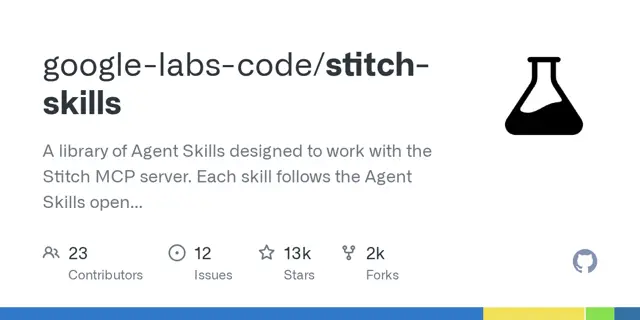 google-labs-code/stitch-
skills
A library of Agent Skills designed to work with the
Stitch MCP server. Each skill follows the Agent
Skills open...
23 12 13k 2k
Contributors Issues Stars Forks